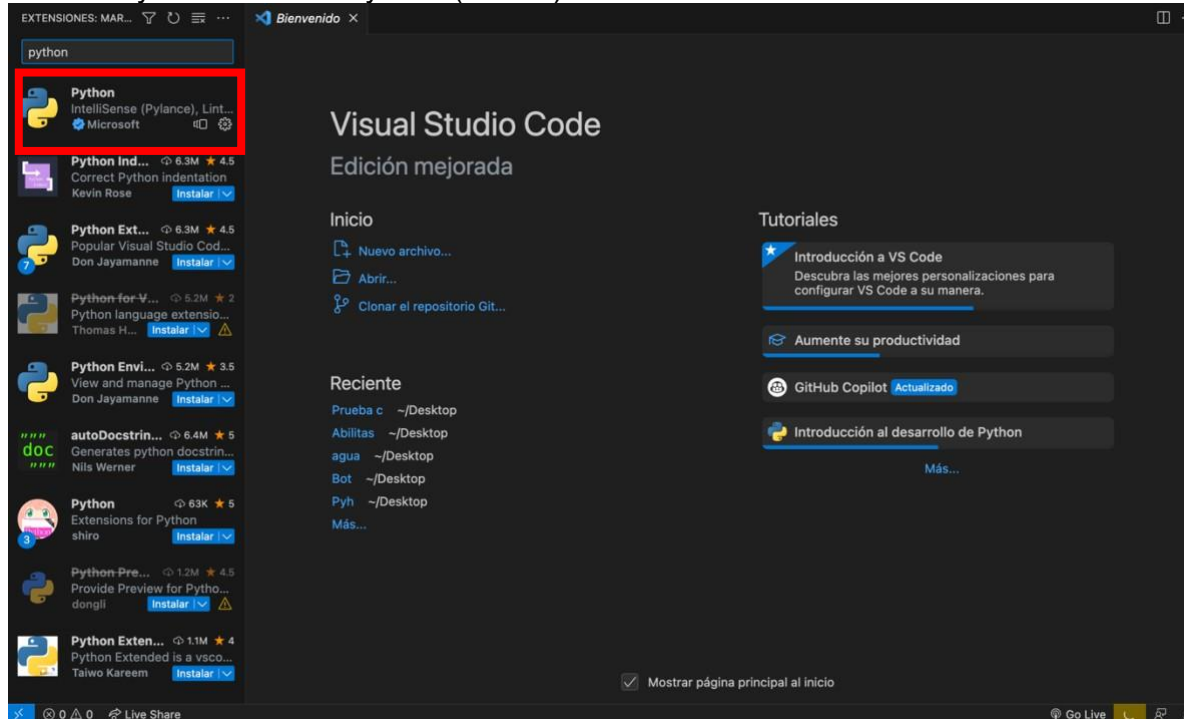 EXTENSIONES: MAR...
Bienvenido
python
Python
IntelliSense (Pylance), Lint...
Microsoft
Python Ind... 6.3M ★ 4.5
Correct Python indentation
Kevin Rose Instalar
Python Ext... 6.3M ★ 4.5
Popular Visual Studio Cod...
Don Jayamanne Instalar
7
Python for V... 5.2M ★ 2
Python language extensio...
Thomas H... Instalar
Python Envi... 5.2M ★ 3.5
View and manage Python ...
Don Jayamanne Instalar
autoDocstrin... 6.4M ★ 5
Generates python docstrin...
Nils Werner Instalar
"""
doc
"""
Python 63K ★ 5
Extensions for Python
shiro Instalar
3
Python Pre... 1.2M ★ 4.5
Provide Preview for Pytho...
dongli Instalar
Python Exten... 1.1M ★ 4
Python Extended is a vsco...
Taiwo Kareem Instalar
Visual Studio Code
Edición mejorada
Inicio
Nuevo archivo...
Abrir...
Clonar el repositorio Git...
Reciente
Prueba c ~/Desktop
Abilitas ~/Desktop
agua ~/Desktop
Bot ~/Desktop
Pyh ~/Desktop
Más...
Tutoriales
Introducción a VS Code
Descubra las mejores personalizaciones para
configurar VS Code a su manera.
Aumente su productividad
GitHub Copilot Actualizado
Introducción al desarrollo de Python
Más...
Mostrar página principal al inicio
0 0 Live Share
Go Live